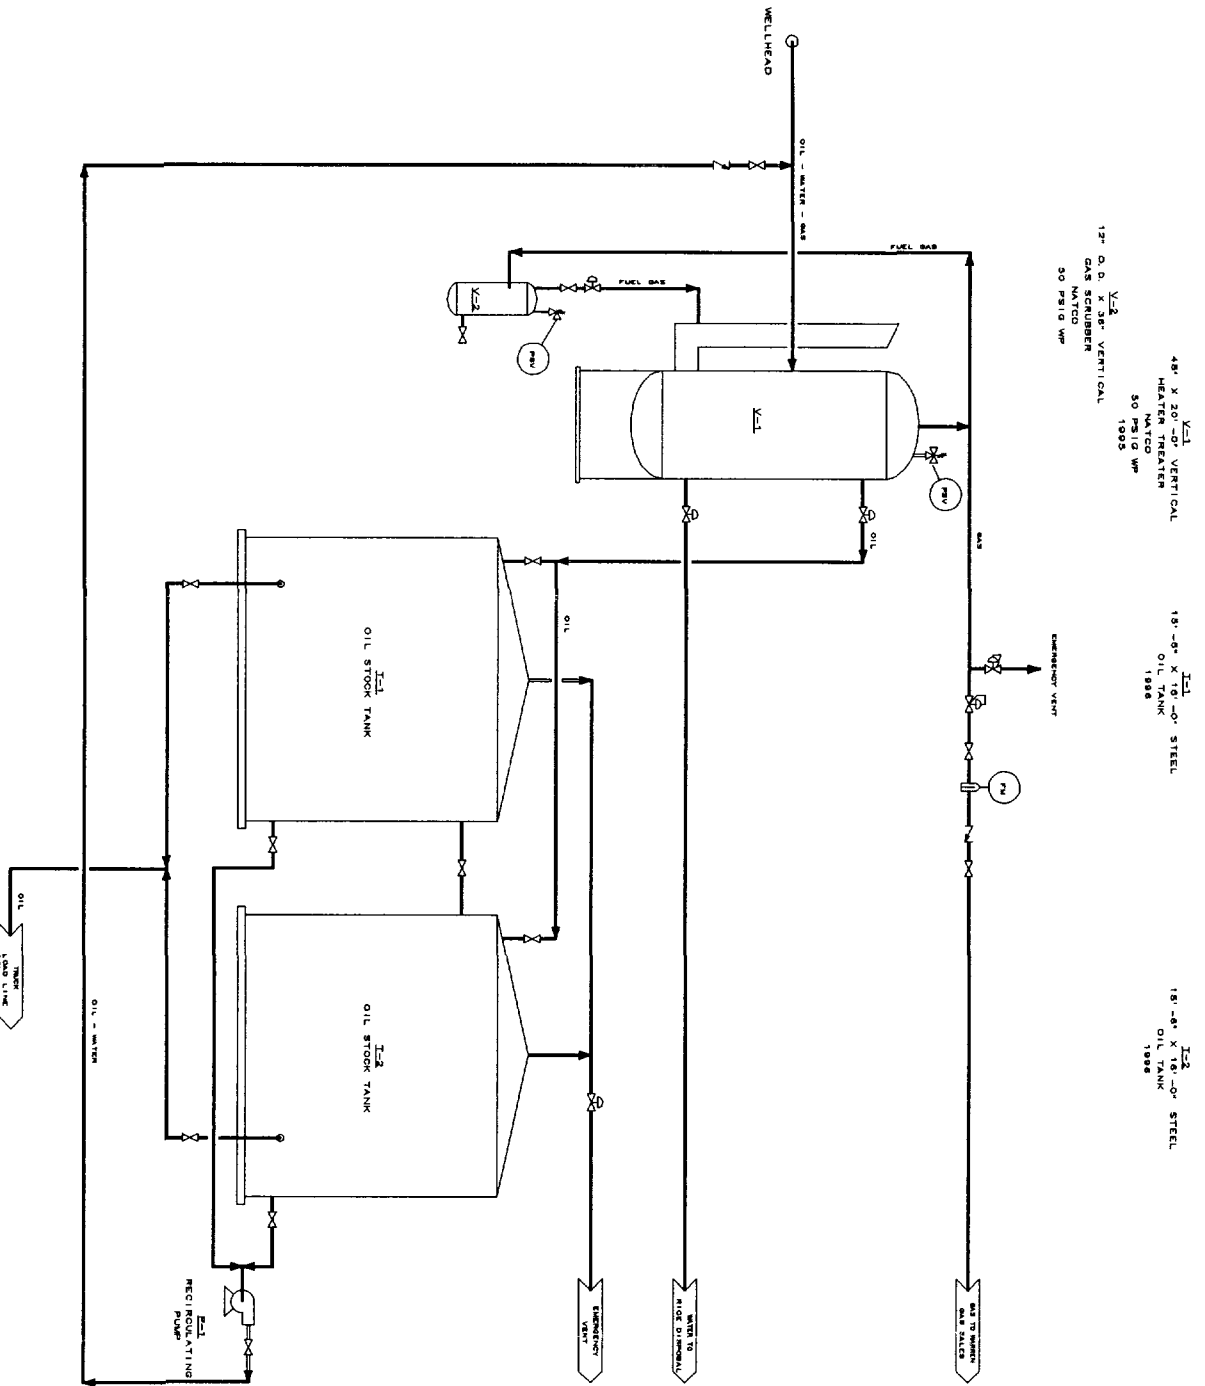 V-1
48" X 20'-0" VERTICAL
HEATER TREATER
NATCO
50 PSIG WP
1995
T-1
15'-6" X 16'-0" STEEL
OIL TANK
1996
T-2
15'-6" X 16'-0" STEEL
OIL TANK
1996
V-2
12" O.D. X 36" VERTICAL
GAS SCRUBBER
NATCO
50 PSIG WP
EMERGENCY VENT
FM
GAS
GAS TO WARREN
GAS SALES
FUEL GAS
PSV
WELLHEAD
OIL - WATER - GAS
V-1
OIL
FUEL GAS
WATER TO
RICE DISPOSAL
PSV
V-2
OIL
EMERGENCY
VENT
T-1
OIL STOCK TANK
T-2
OIL STOCK TANK
P-1
RECIRCULATING
PUMP
OIL - WATER
OIL
TRUCK
LOAD LINE